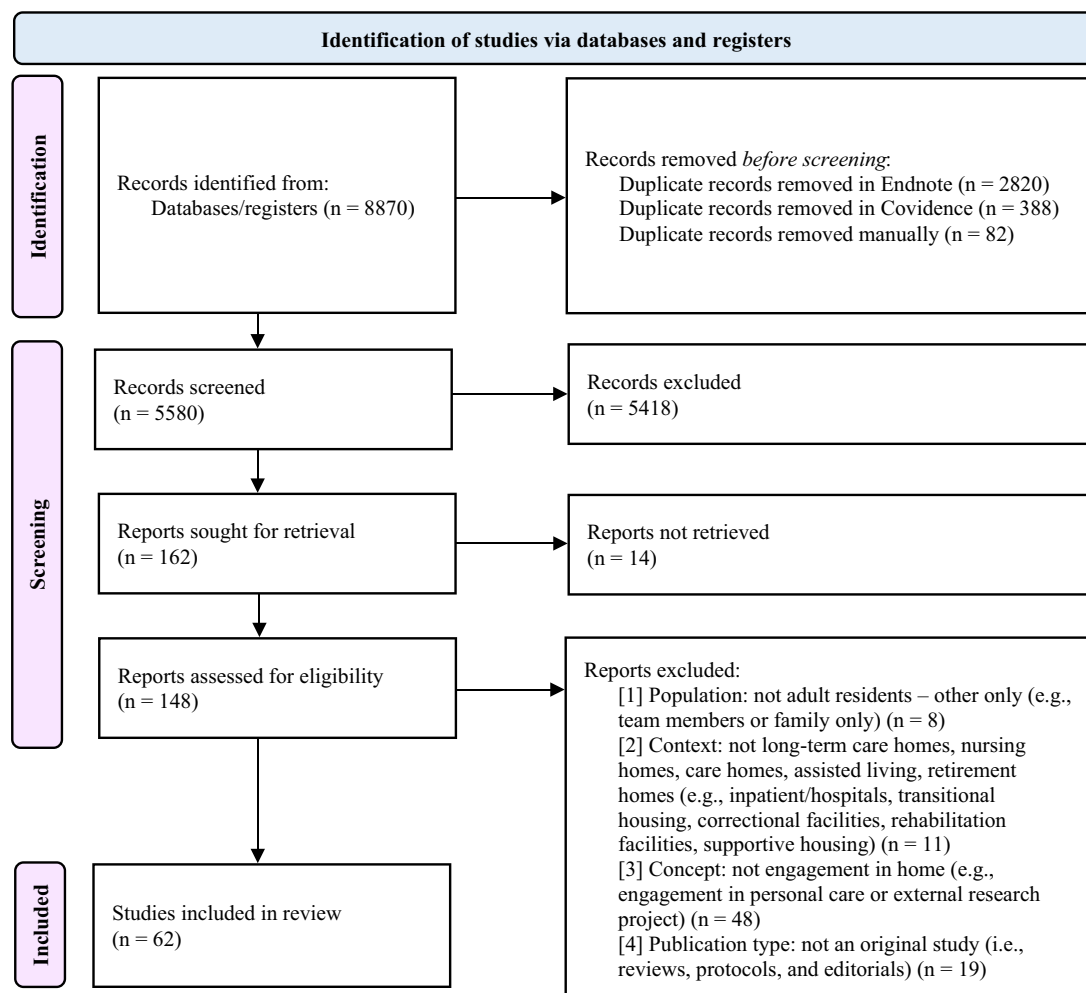 Identification of studies via databases and registers
Identification
Records identified from:
Databases/registers (n = 8870)
Records removed before screening:
Duplicate records removed in Endnote (n = 2820)
Duplicate records removed in Covidence (n = 388)
Duplicate records removed manually (n = 82)
Screening
Records screened
(n = 5580)
Records excluded
(n = 5418)
Reports sought for retrieval
(n = 162)
Reports not retrieved
(n = 14)
Reports assessed for eligibility
(n = 148)
Reports excluded:
[1] Population: not adult residents – other only (e.g.,
team members or family only) (n = 8)
[2] Context: not long-term care homes, nursing
homes, care homes, assisted living, retirement
homes (e.g., inpatient/hospitals, transitional
housing, correctional facilities, rehabilitation
facilities, supportive housing) (n = 11)
[3] Concept: not engagement in home (e.g.,
engagement in personal care or external research
project) (n = 48)
[4] Publication type: not an original study (i.e.,
reviews, protocols, and editorials) (n = 19)
Included
Studies included in review
(n = 62)